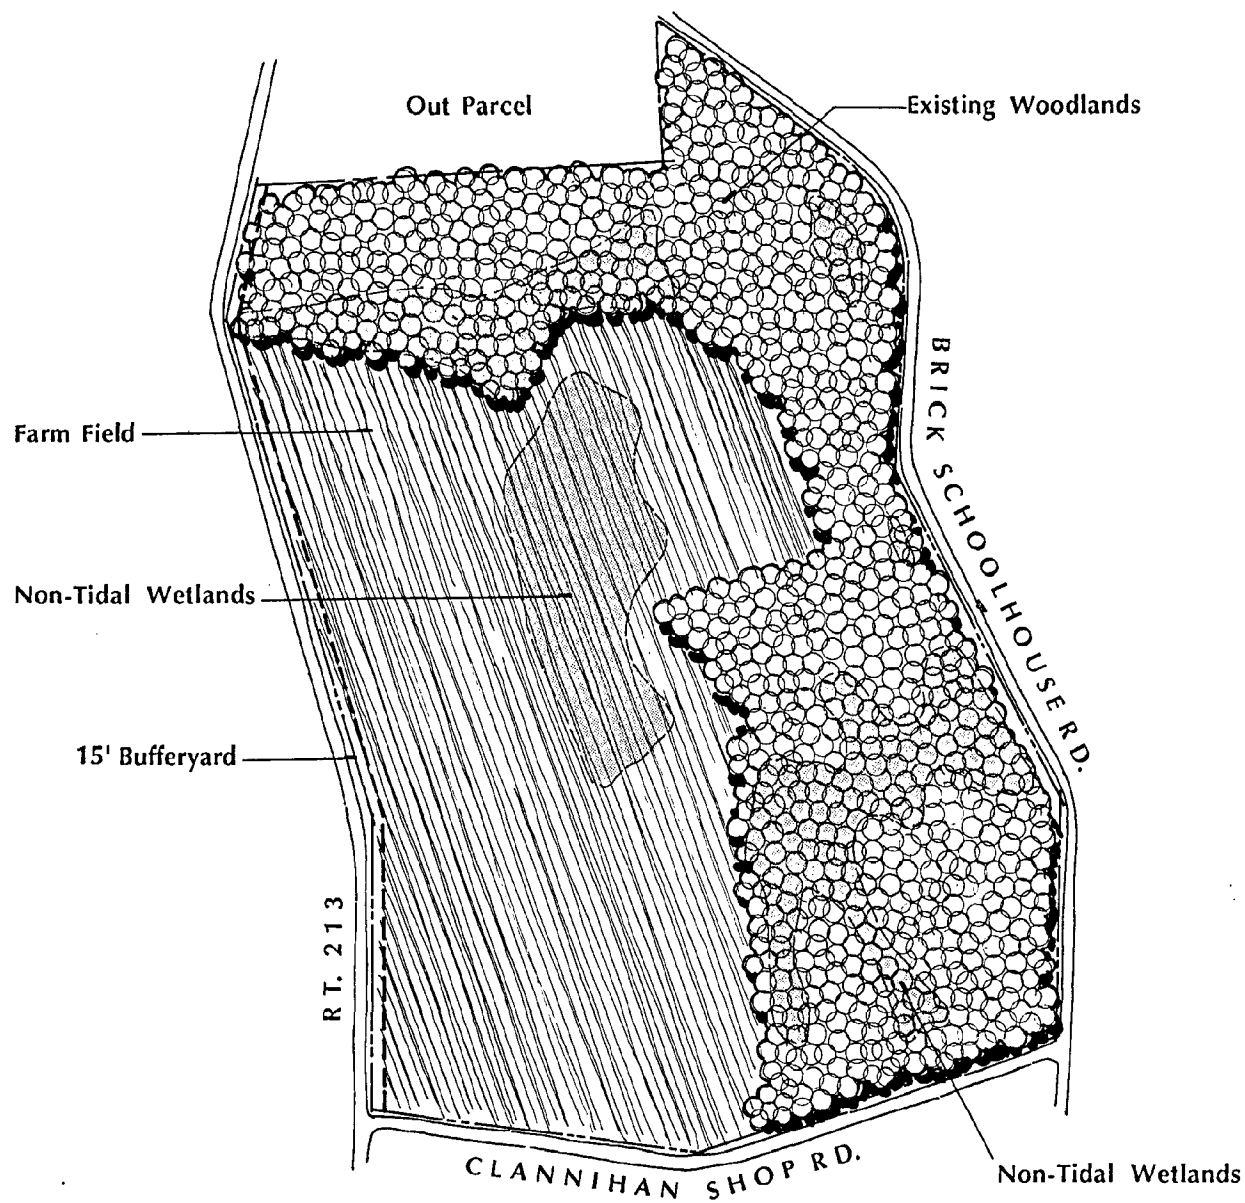 Out Parcel
Existing Woodlands
BRICK SCHOOLHOUSE RD.
Farm Field
Non-Tidal Wetlands
15' Bufferyard
RT. 213
CLANNIHAN SHOP RD.
Non-Tidal Wetlands